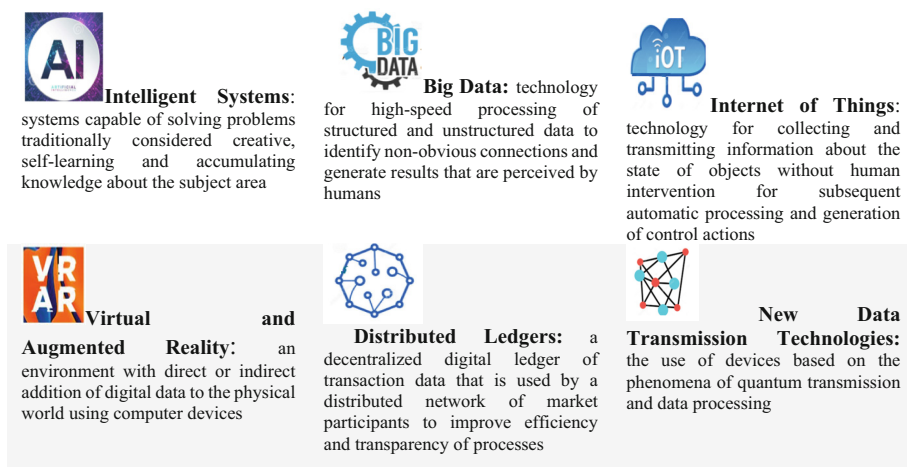 AI
ARTIFICIAL
Intelligent Systems:
systems capable of solving problems
traditionally considered creative,
self-learning and accumulating
knowledge about the subject area
BIG
DATA
Big Data: technology
for high-speed processing of
structured and unstructured data to
identify non-obvious connections and
generate results that are perceived by
humans
iOT
Internet of Things:
technology for collecting and
transmitting information about the
state of objects without human
intervention for subsequent
automatic processing and generation
of control actions
VR
AR
Virtual and
Augmented Reality: an
environment with direct or indirect
addition of digital data to the physical
world using computer devices
Distributed Ledgers: a
decentralized digital ledger of
transaction data that is used by a
distributed network of market
participants to improve efficiency
and transparency of processes
New Data
Transmission Technologies:
the use of devices based on the
phenomena of quantum transmission
and data processing